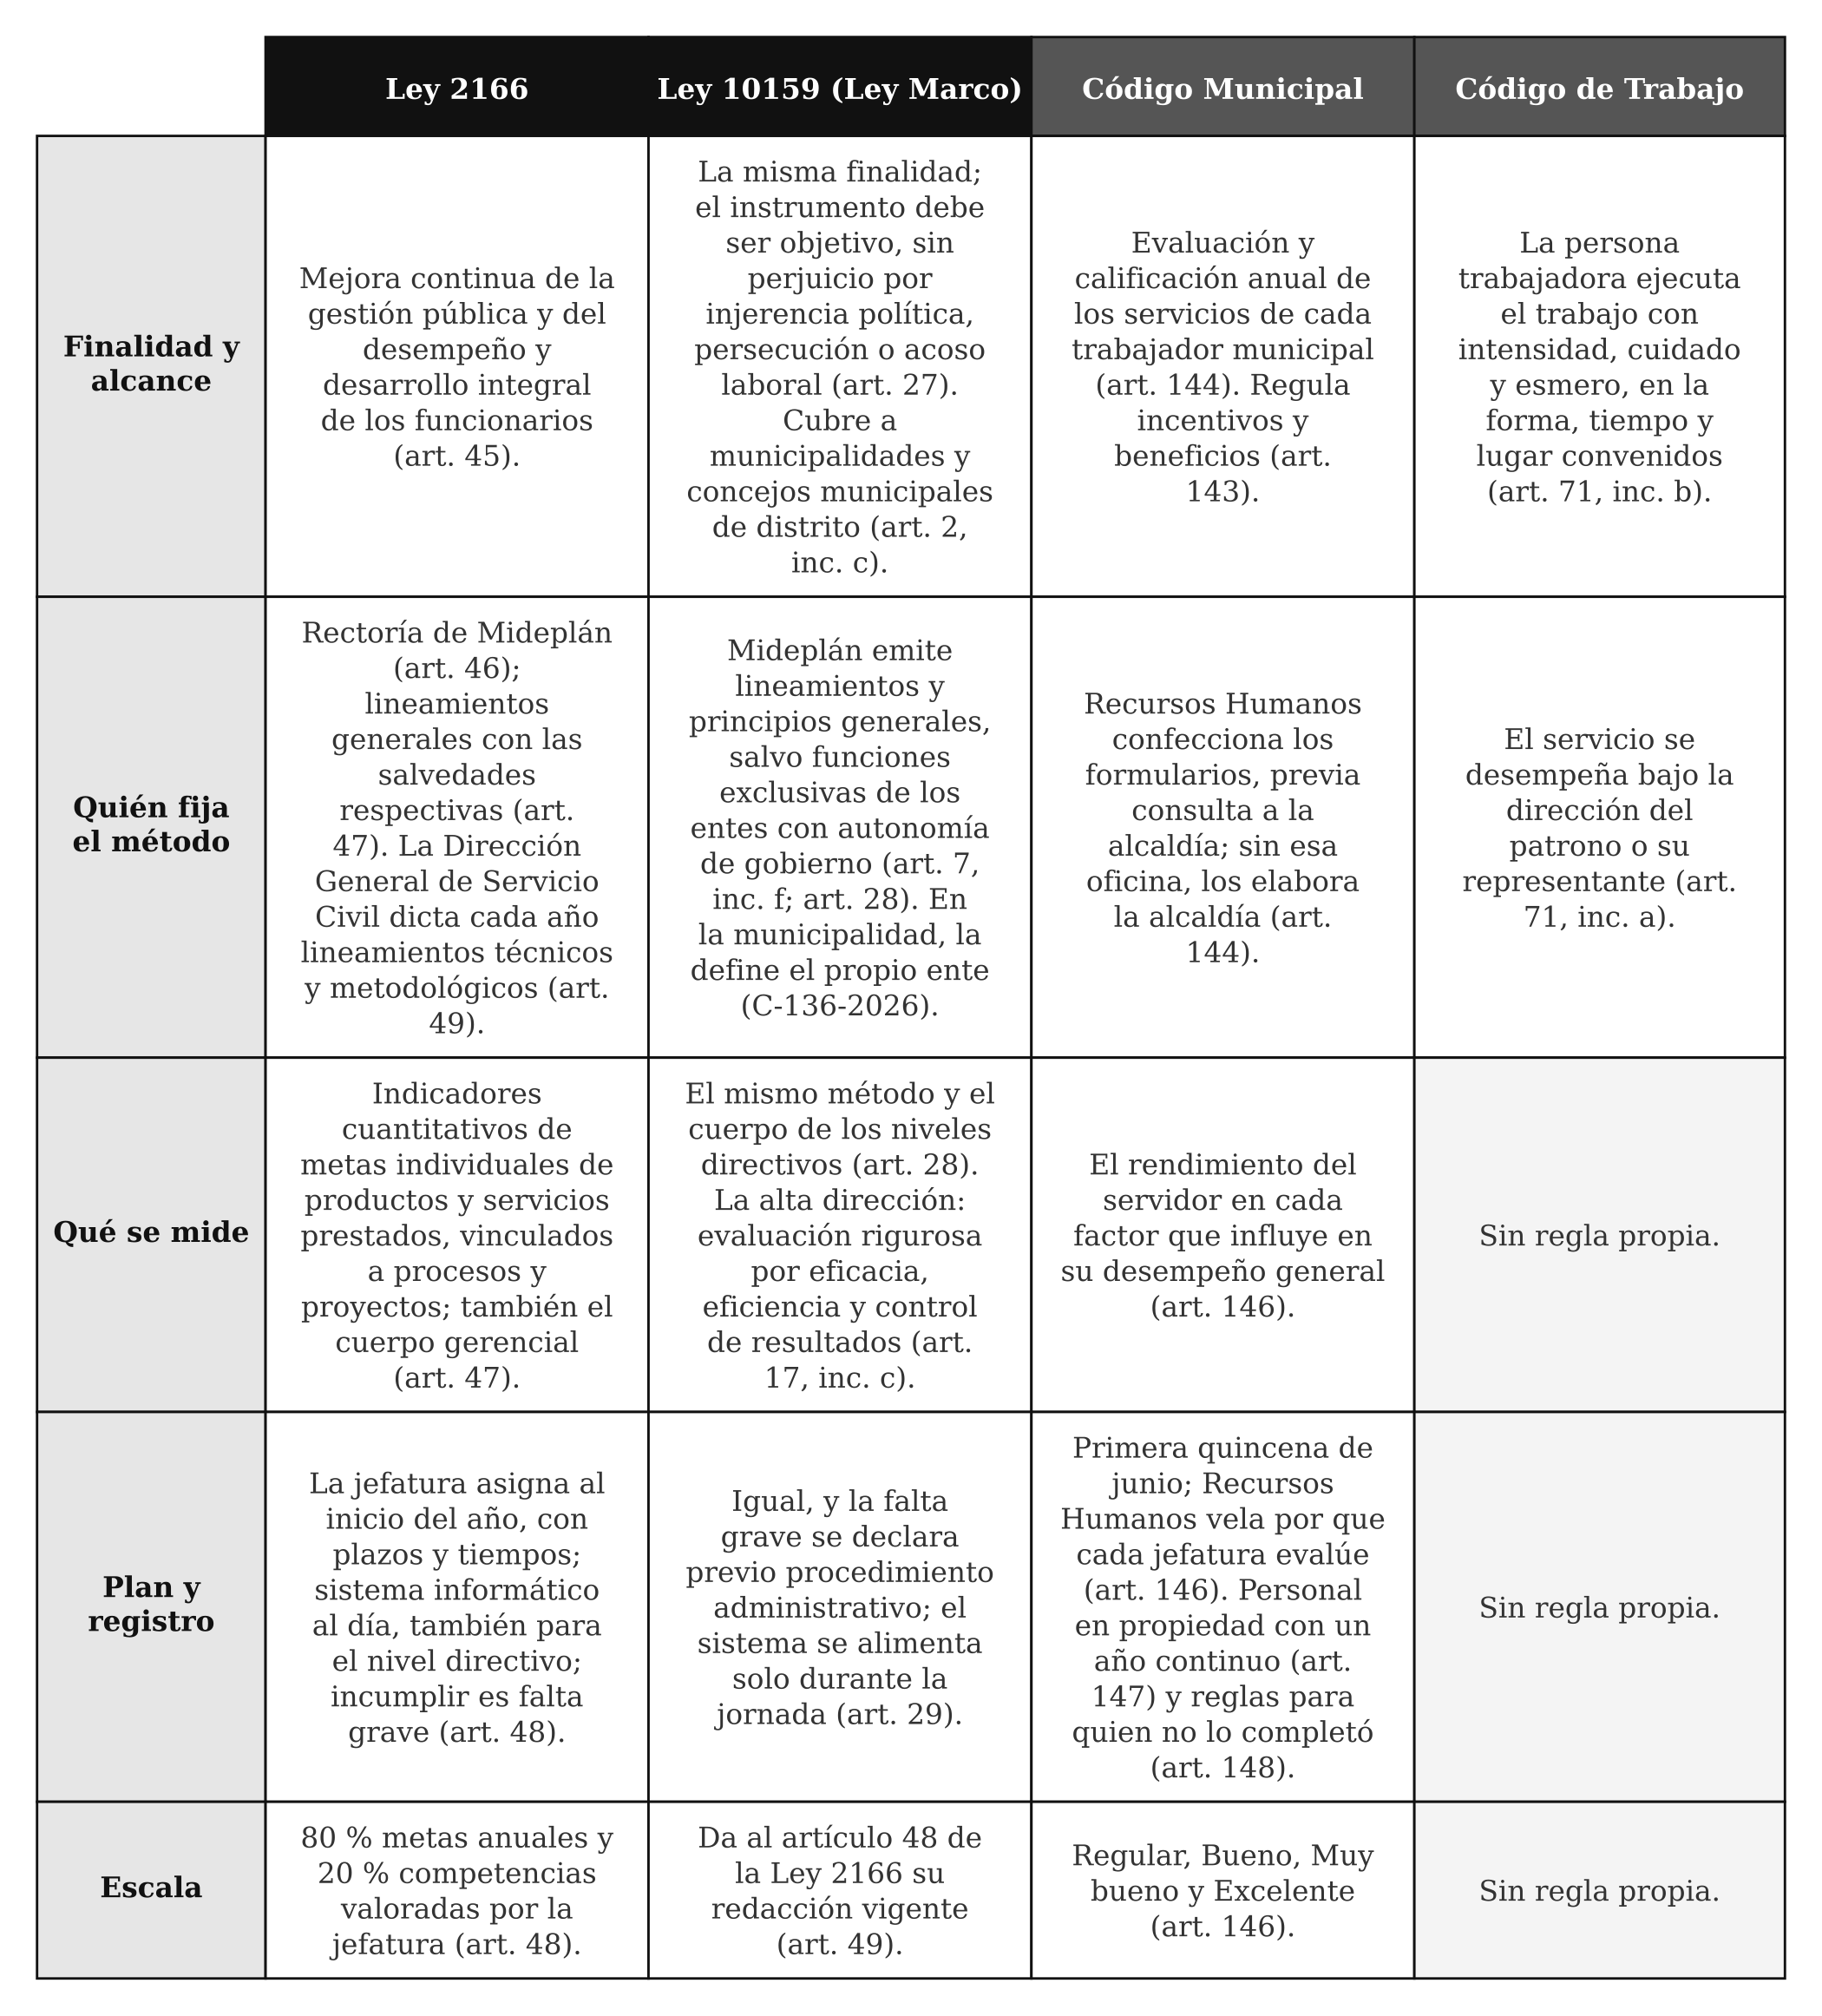 Ley 2166
Ley 10159 (Ley Marco)
Código Municipal
Código de Trabajo
Finalidad y
alcance
Mejora continua de la
gestión pública y del
desempeño y
desarrollo integral
de los funcionarios
(art. 45).
La misma finalidad;
el instrumento debe
ser objetivo, sin
perjuicio por
injerencia política,
persecución o acoso
laboral (art. 27).
Cubre a
municipalidades y
concejos municipales
de distrito (art. 2,
inc. c).
Evaluación y
calificación anual de
los servicios de cada
trabajador municipal
(art. 144). Regula
incentivos y
beneficios (art.
143).
La persona
trabajadora ejecuta
el trabajo con
intensidad, cuidado
y esmero, en la
forma, tiempo y
lugar convenidos
(art. 71, inc. b).
Quién fija
el método
Rectoría de Mideplán
(art. 46);
lineamientos
generales con las
salvedades
respectivas (art.
47). La Dirección
General de Servicio
Civil dicta cada año
lineamientos técnicos
y metodológicos (art.
49).
Mideplán emite
lineamientos y
principios generales,
salvo funciones
exclusivas de los
entes con autonomía
de gobierno (art. 7,
inc. f; art. 28). En
la municipalidad, la
define el propio ente
(C-136-2026).
Recursos Humanos
confecciona los
formularios, previa
consulta a la
alcaldía; sin esa
oficina, los elabora
la alcaldía (art.
144).
El servicio se
desempeña bajo la
dirección del
patrono o su
representante (art.
71, inc. a).
Qué se mide
Indicadores
cuantitativos de
metas individuales de
productos y servicios
prestados, vinculados
a procesos y
proyectos; también el
cuerpo gerencial
(art. 47).
El mismo método y el
cuerpo de los niveles
directivos (art. 28).
La alta dirección:
evaluación rigurosa
por eficacia,
eficiencia y control
de resultados (art.
17, inc. c).
El rendimiento del
servidor en cada
factor que influye en
su desempeño general
(art. 146).
Sin regla propia.
Plan y
registro
La jefatura asigna al
inicio del año, con
plazos y tiempos;
sistema informático
al día, también para
el nivel directivo;
incumplir es falta
grave (art. 48).
Igual, y la falta
grave se declara
previo procedimiento
administrativo; el
sistema se alimenta
solo durante la
jornada (art. 29).
Primera quincena de
junio; Recursos
Humanos vela por que
cada jefatura evalúe
(art. 146). Personal
en propiedad con un
año continuo (art.
147) y reglas para
quien no lo completó
(art. 148).
Sin regla propia.
Escala
80 % metas anuales y
20 % competencias
valoradas por la
jefatura (art. 48).
Da al artículo 48 de
la Ley 2166 su
redacción vigente
(art. 49).
Regular, Bueno, Muy
bueno y Excelente
(art. 146).
Sin regla propia.